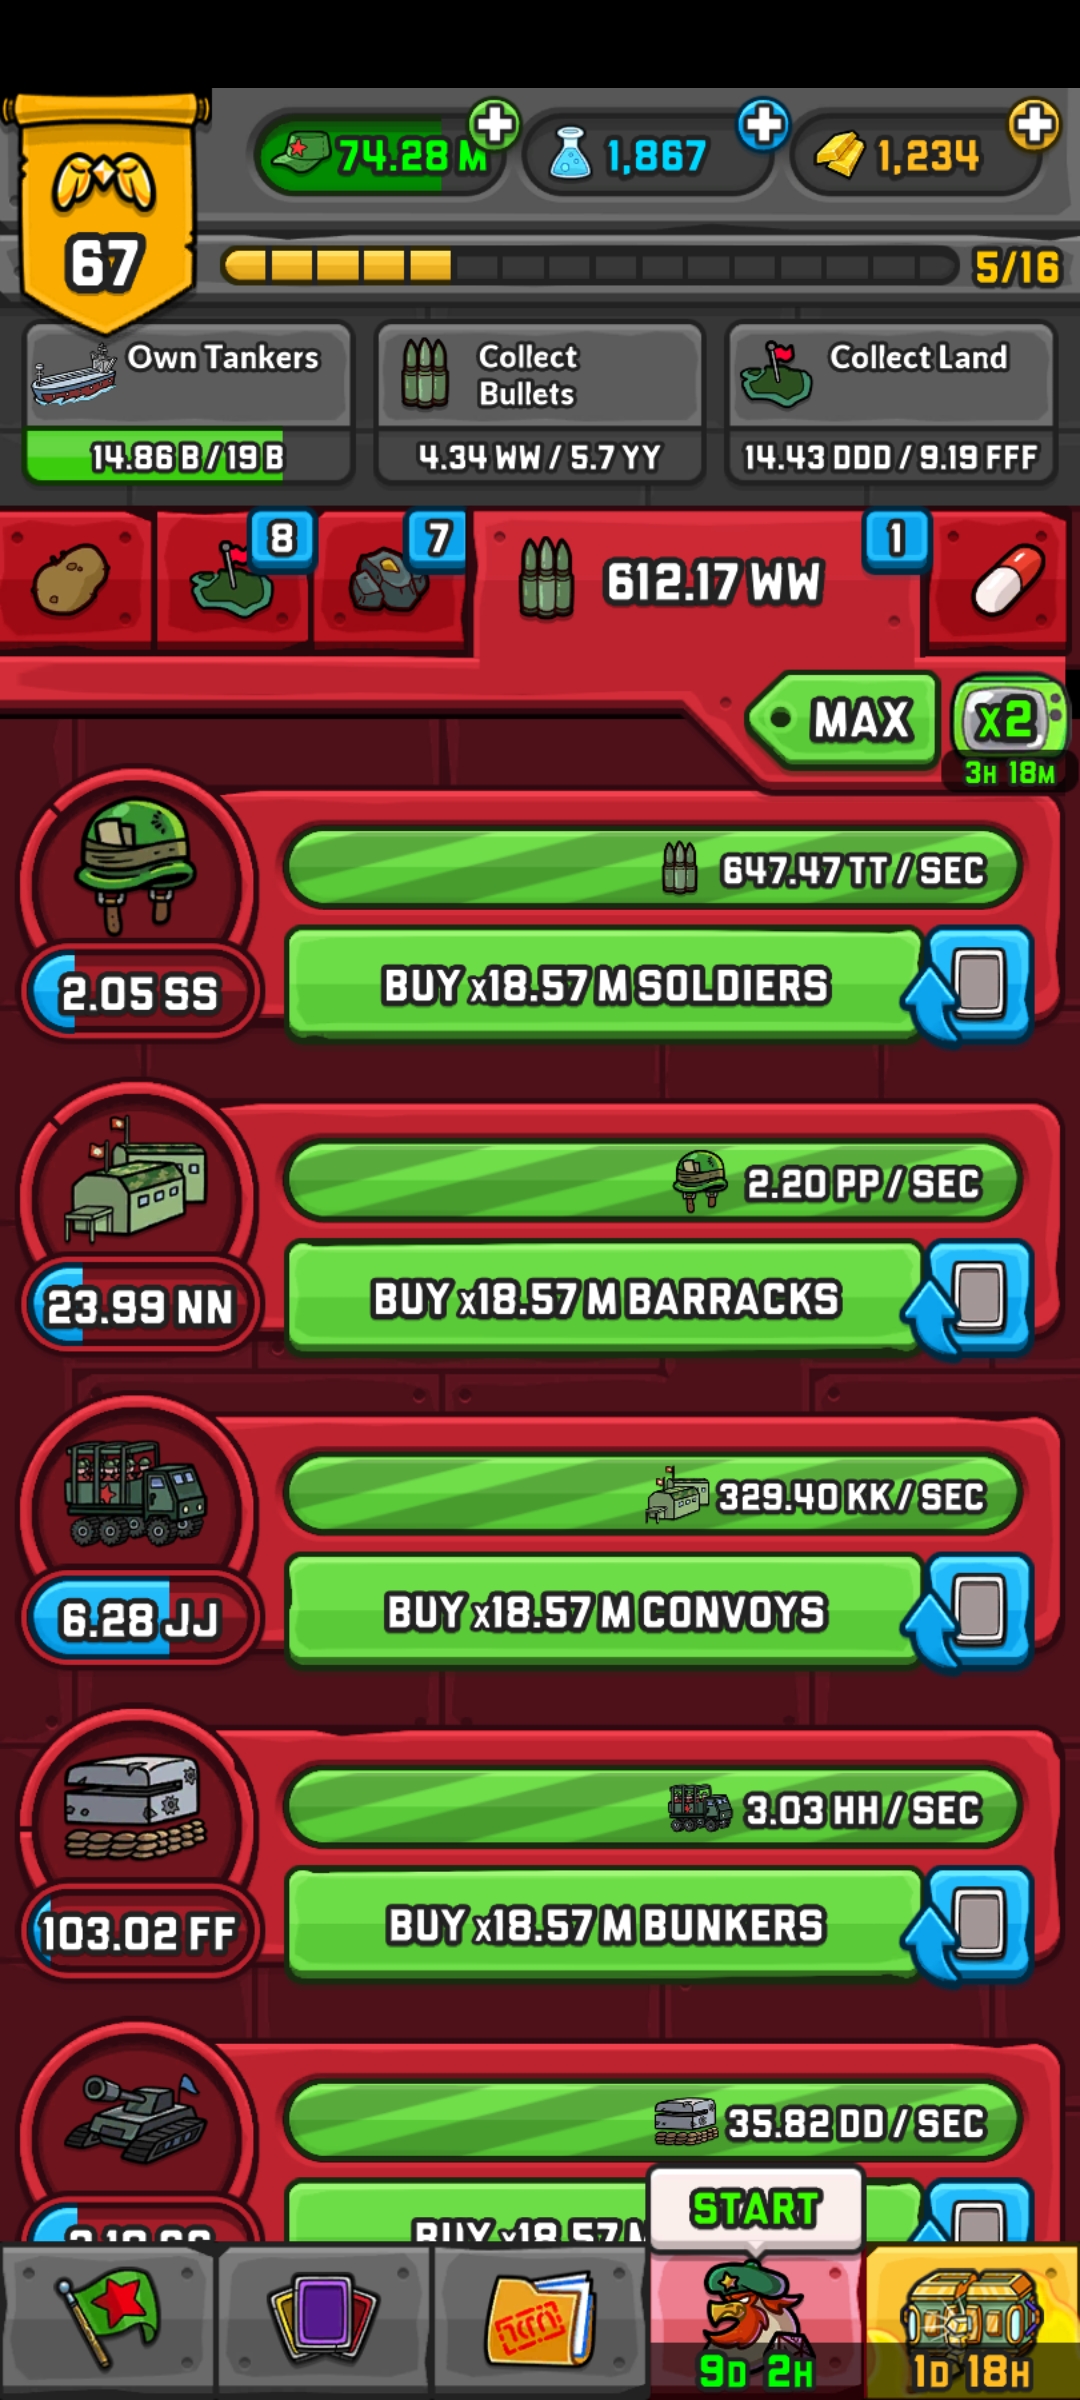 74.28 M
1,867
1,234
67
5/16
Own Tankers
Collect
Bullets
Collect Land
14.86 B / 19 B
4.34 WW / 5.7 YY
14.43 DDD / 9.19 FFF
8
7
612.17 WW
1
MAX
x2
3H 18M
647.47 TT / SEC
2.05 SS
BUY x18.57 M SOLDIERS
2.20 PP / SEC
23.99 NN
BUY x18.57 M BARRACKS
329.40 KK / SEC
6.28 JJ
BUY x18.57 M CONVOYS
3.03 HH / SEC
103.02 FF
BUY x18.57 M BUNKERS
35.82 DD / SEC
BUY x18.57 M
START
9D 2H
1D 18H